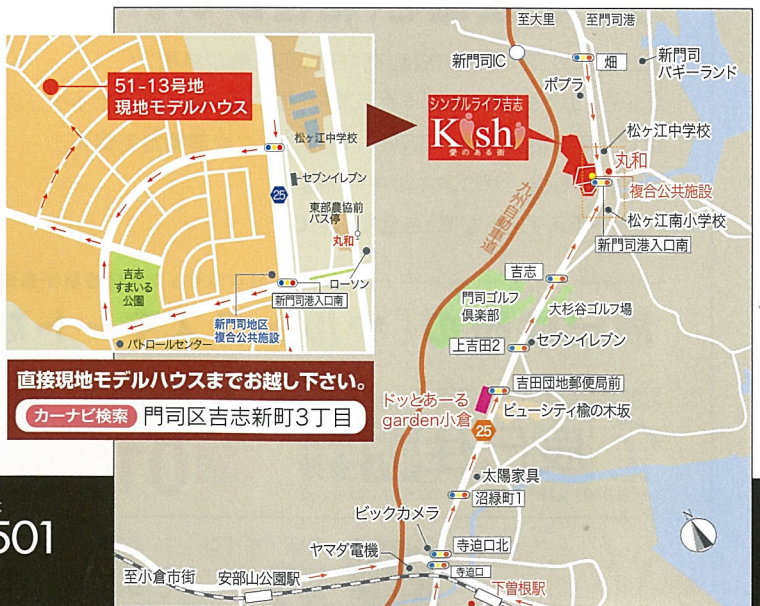 51-13号地
現地モデルハウス
松ヶ江中学校
25
セブンイレブン
東部農協前
バス停
丸和
ローソン
吉志
すまいる
公園
新門司港入口南
新門司地区
複合公共施設
パトロールセンター
直接現地モデルハウスまでお越し下さい。
カーナビ検索 門司区吉志新町3丁目
501
至大里
至門司港
新門司IC
畑
新門司
バギーランド
ポプラ
シンプルライフ吉志
Kishi
愛のある街
松ヶ江中学校
丸和
複合公共施設
松ヶ江南小学校
新門司港入口南
九州自動車道
吉志
門司ゴルフ
倶楽部
大杉谷ゴルフ場
上吉田2
セブンイレブン
吉田団地郵便局前
ドッとあーる
garden小倉
ビューシティ楡の木坂
25
太陽家具
沼緑町1
ビックカメラ
寺迫口北
ヤマダ電機
寺迫口
至小倉市街
安部山公園駅
下曽根駅
N